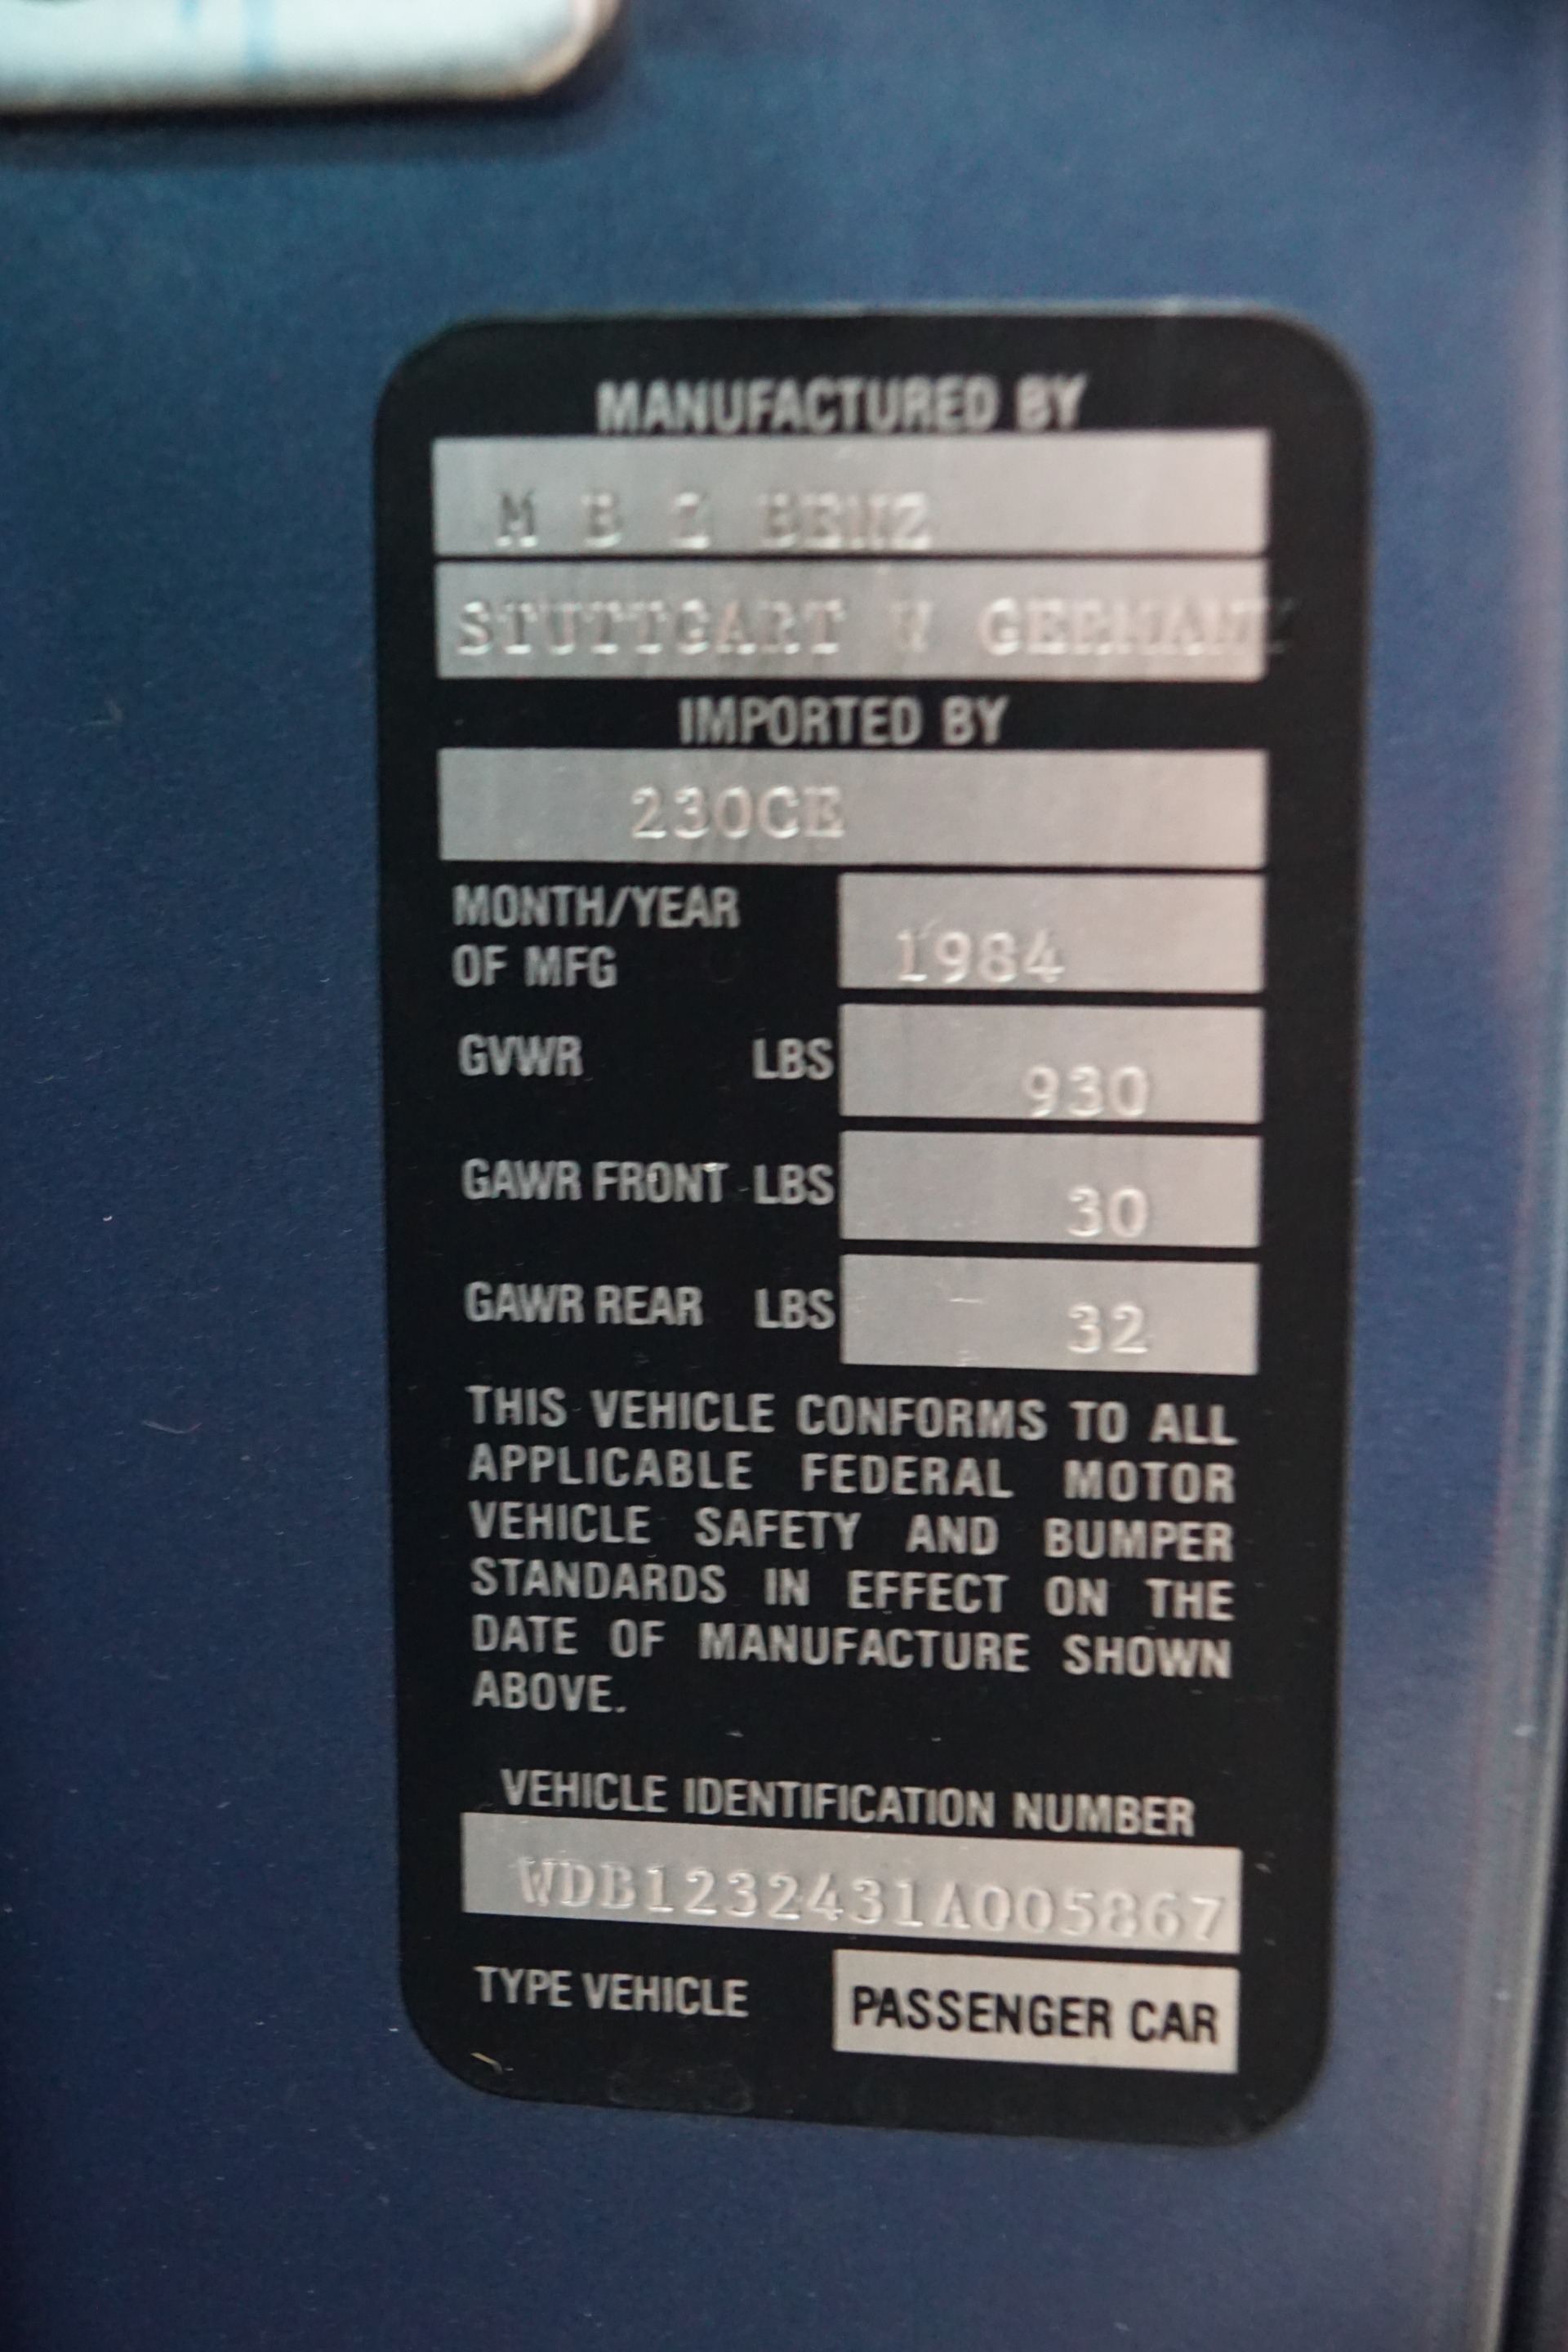 MANUFACTURED BY
M B Z BENZ
STUTTGART W GERMANY
IMPORTED BY
230CE
MONTH/YEAR
OF MFG 1984
GVWR LBS 930
GAWR FRONT LBS 30
GAWR REAR LBS 32
THIS VEHICLE CONFORMS TO ALL
APPLICABLE FEDERAL MOTOR
VEHICLE SAFETY AND BUMPER
STANDARDS IN EFFECT ON THE
DATE OF MANUFACTURE SHOWN
ABOVE.
VEHICLE IDENTIFICATION NUMBER
WDB1232431A005867
TYPE VEHICLE PASSENGER CAR